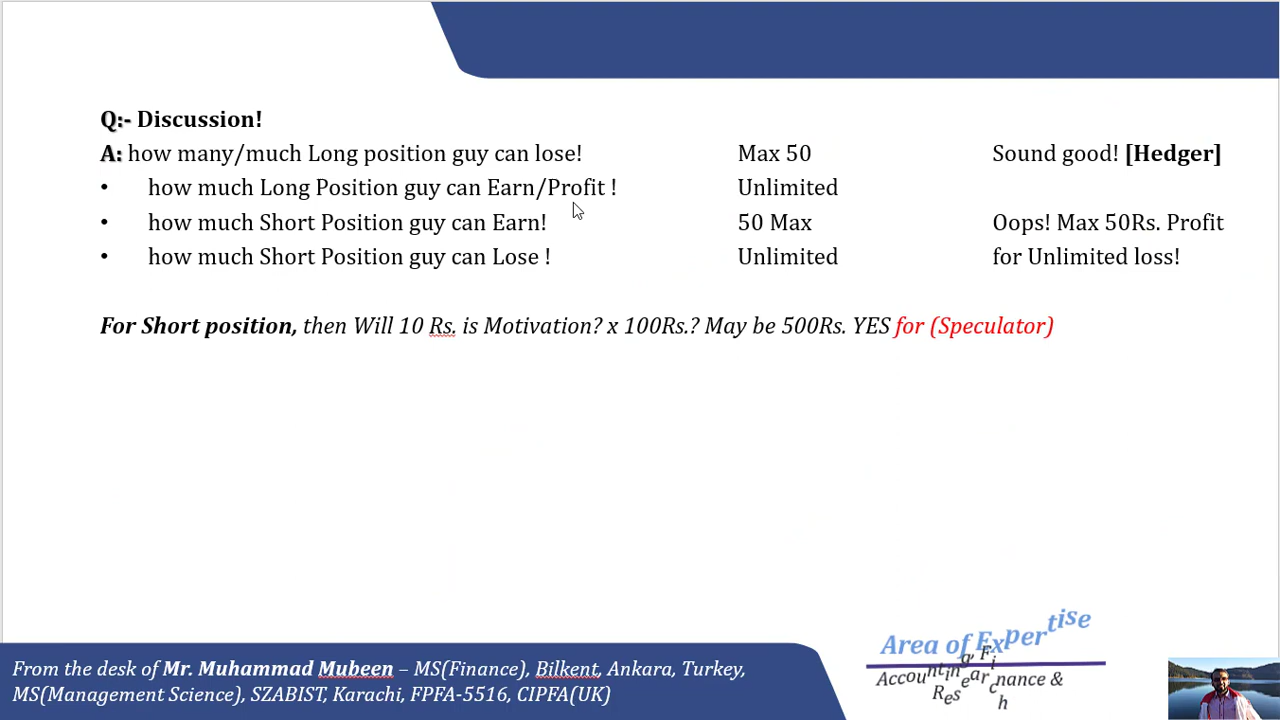 Q:- Discussion!
A: how many/much Long position guy can lose! Max 50 Sound good! [Hedger]
• how much Long Position guy can Earn/Profit ! Unlimited
• how much Short Position guy can Earn! 50 Max Oops! Max 50Rs. Profit
• how much Short Position guy can Lose ! Unlimited for Unlimited loss!
For Short position, then Will 10 Rs. is Motivation? x 100Rs.? May be 500Rs. YES for (Speculator)
From the desk of Mr. Muhammad Mubeen – MS(Finance), Bilkent, Ankara, Turkey,
MS(Management Science), SZABIST, Karachi, FPFA-5516, CIPFA(UK)
Area of Expertise
Accounting, Finance &
Research